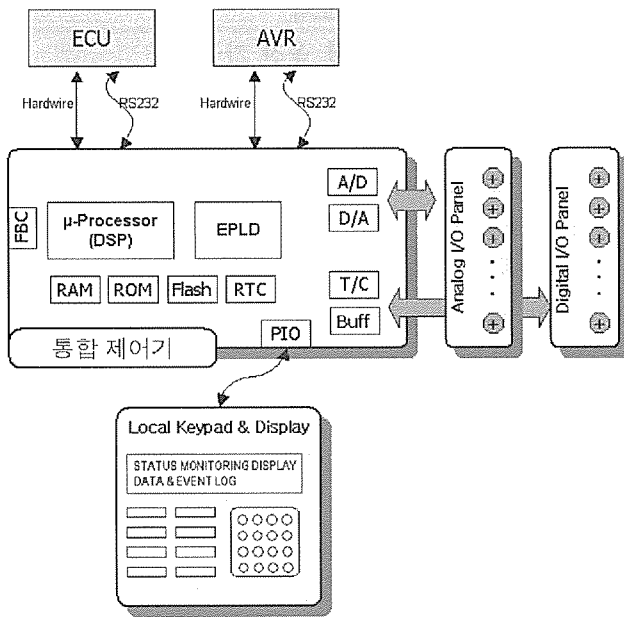 ECU
AVR
Hardwire
RS232
Hardwire
RS232
FBC
μ-Processor
(DSP)
EPLD
A/D
D/A
RAM
ROM
Flash
RTC
T/C
Buff
PIO
통합 제어기
Analog I/O Panel
Digital I/O Panel
Local Keypad & Display
STATUS MONITORING DISPLAY
DATA & EVENT LOG